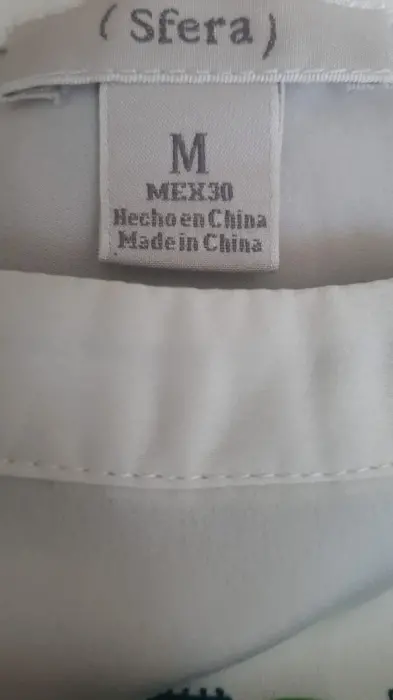 ( Sfera )
M
MEX30
Hecho en China
Made in China